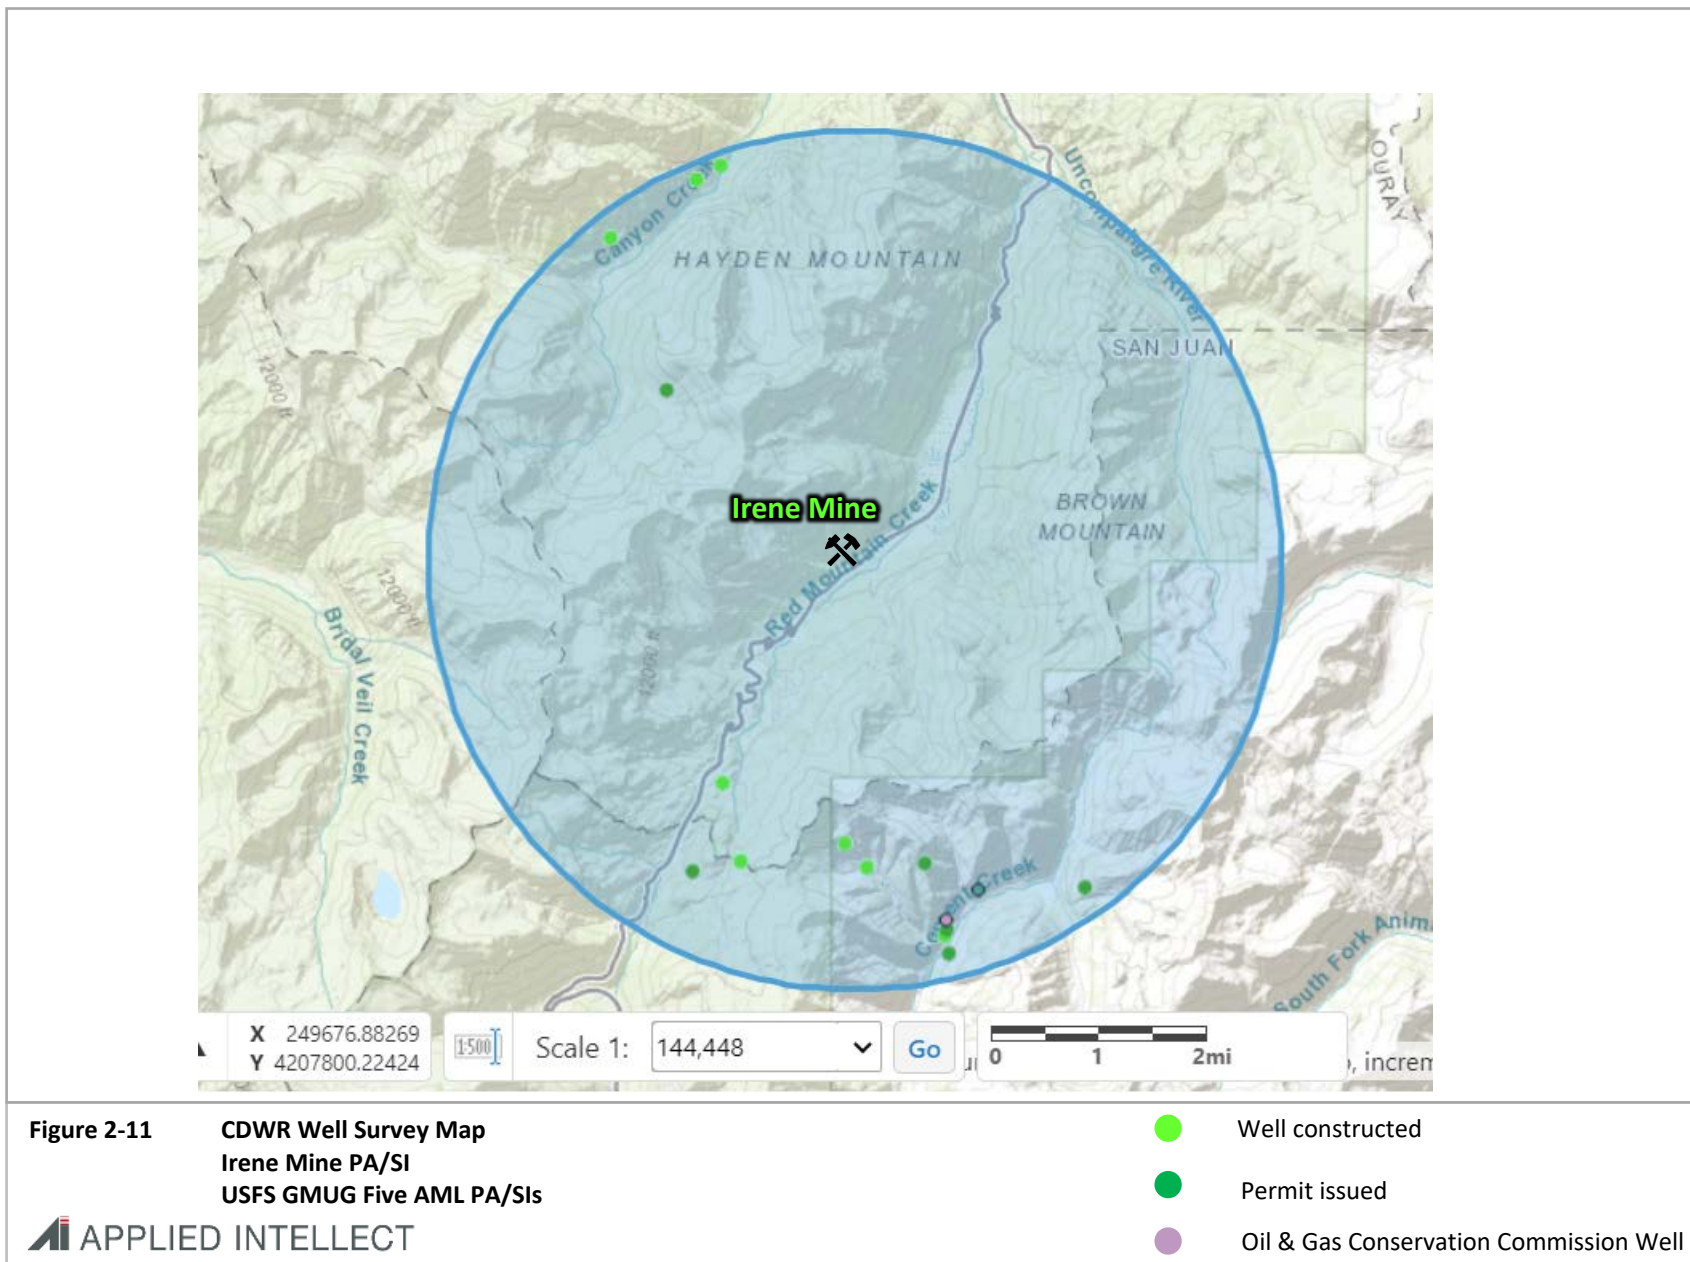 OURAY
Uncompahgre River
Canyon Creek
HAYDEN MOUNTAIN
SAN JUAN
12000 ft
Irene Mine
BROWN
MOUNTAIN
Red Mountain Creek
12000 ft
Bridal Veil Creek
12000 ft
Cement Creek
South Fork Anim
X 249676.88269
Y 4207800.22424
1:500
Scale 1: 144,448 Go
0 1 2mi
, increm
Figure 2-11 CDWR Well Survey Map
Irene Mine PA/SI
USFS GMUG Five AML PA/SIs
APPLIED INTELLECT
Well constructed
Permit issued
Oil & Gas Conservation Commission Well